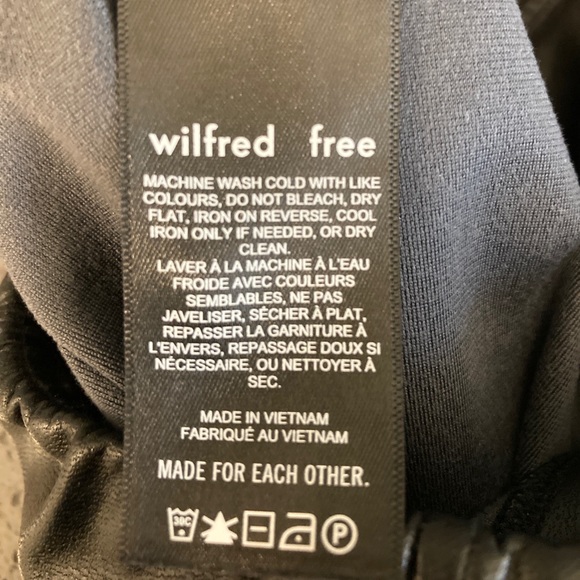 wilfred free
MACHINE WASH COLD WITH LIKE
COLOURS, DO NOT BLEACH, DRY
FLAT, IRON ON REVERSE, COOL
IRON ONLY IF NEEDED, OR DRY
CLEAN.
LAVER À LA MACHINE À L'EAU
FROIDE AVEC COULEURS
SEMBLABLES, NE PAS
JAVELISER, SÉCHER À PLAT,
REPASSER LA GARNITURE À
L'ENVERS, REPASSAGE DOUX SI
NÉCESSAIRE, OU NETTOYER À
SEC.
MADE IN VIETNAM
FABRIQUÉ AU VIETNAM
MADE FOR EACH OTHER.
30C P